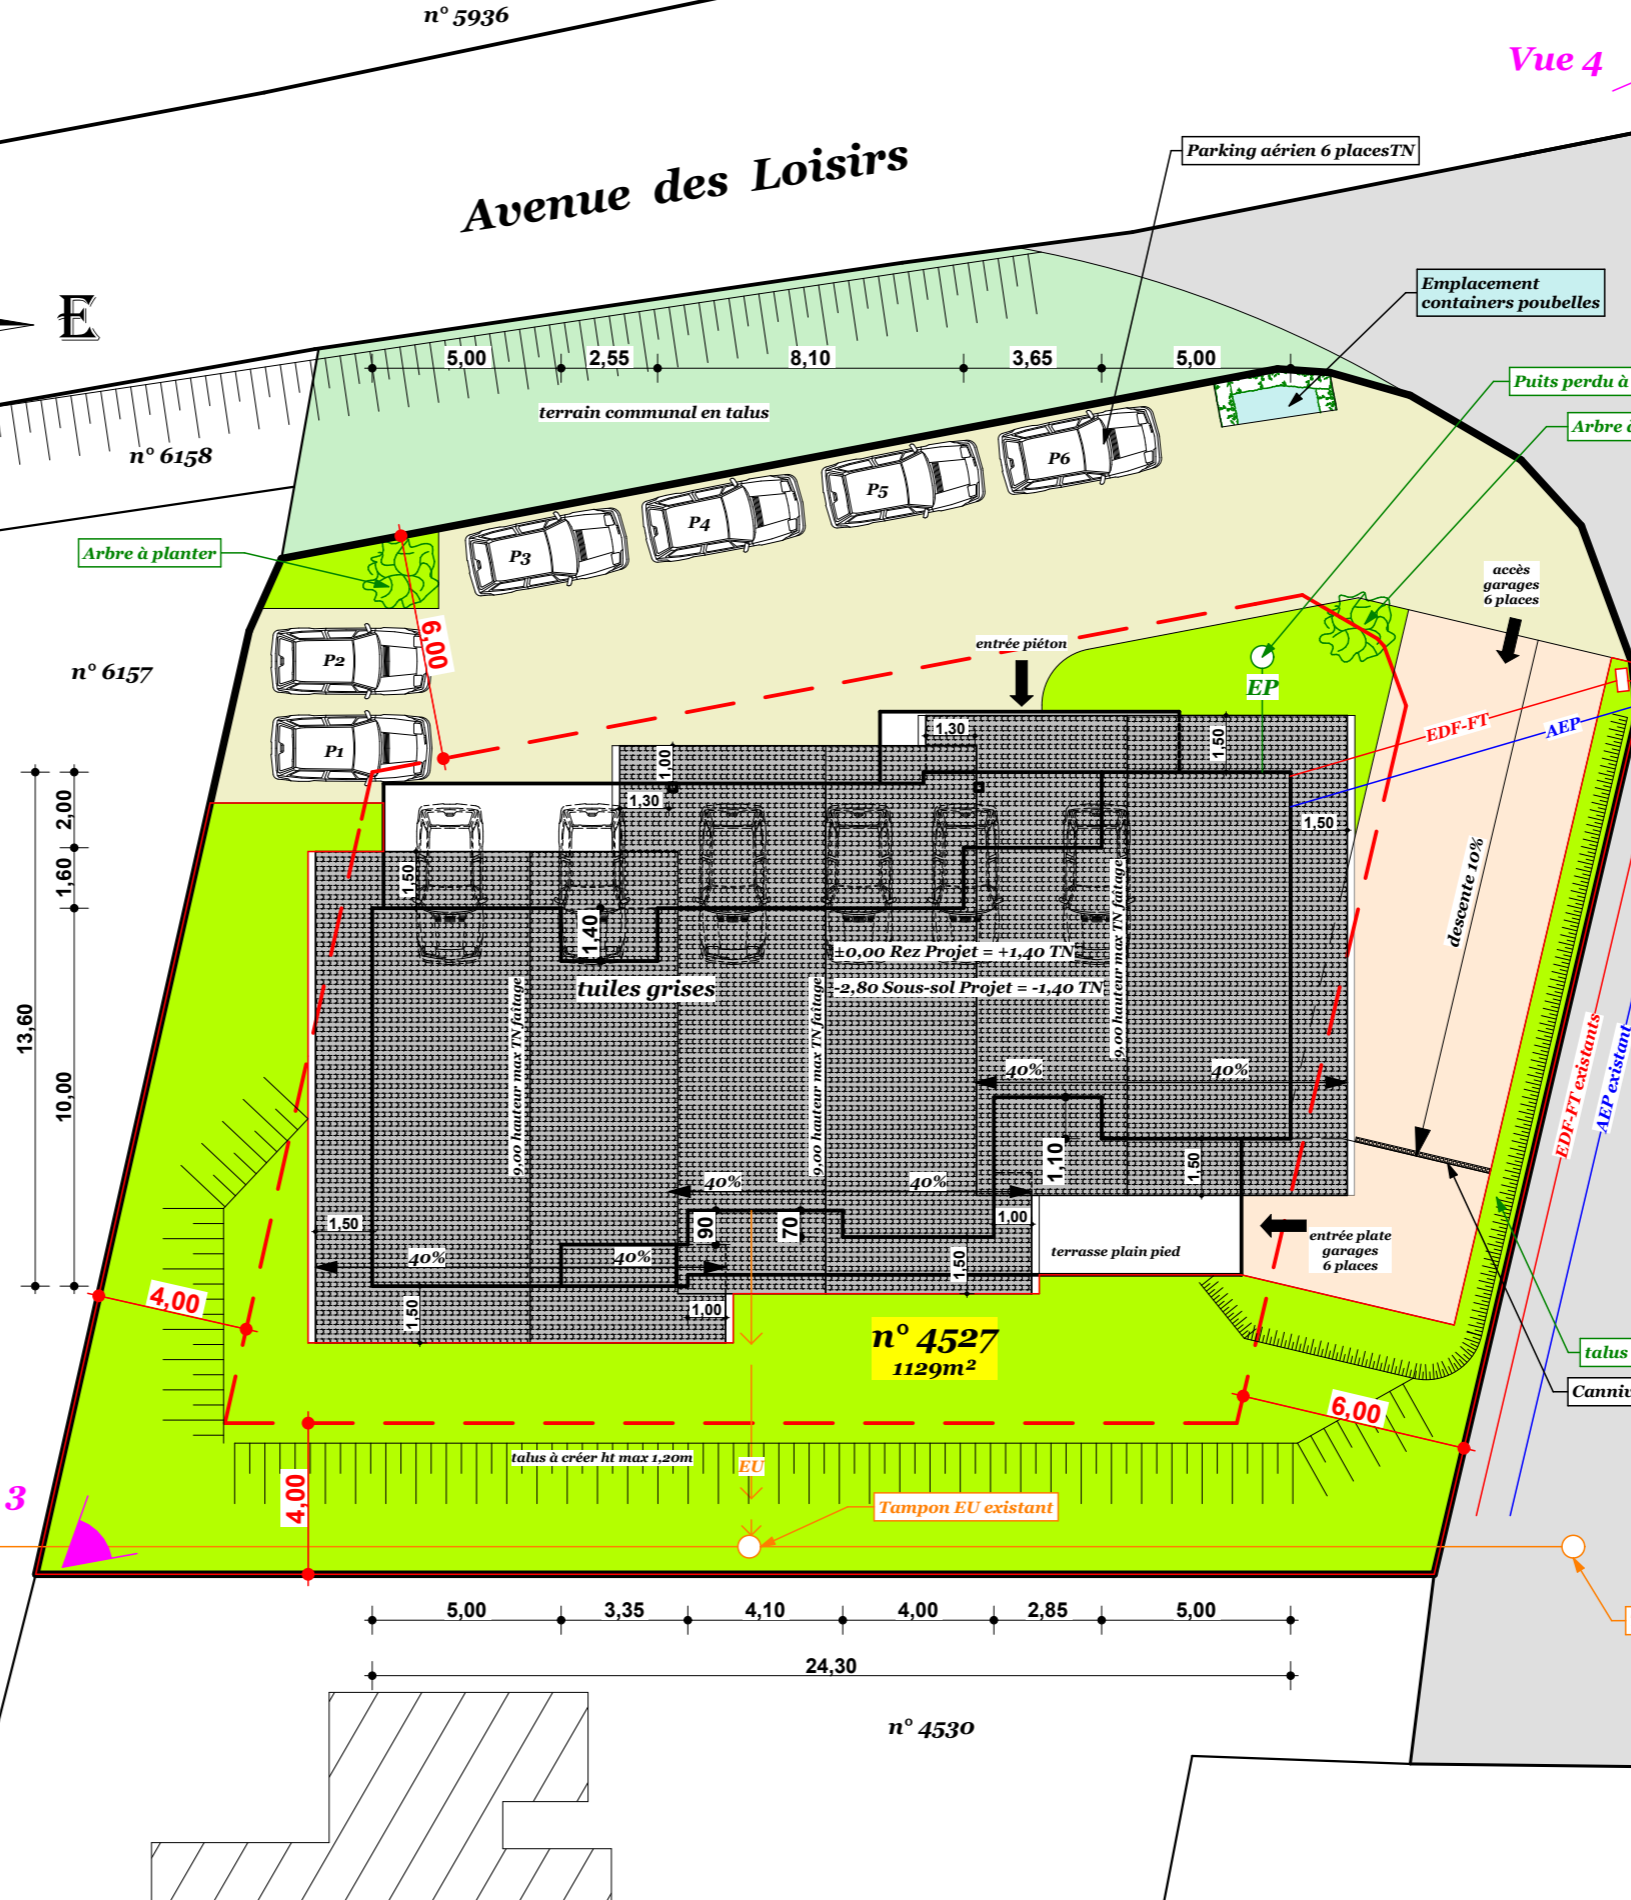 n° 5936
Vue 4
Avenue des Loisirs
Parking aérien 6 placesTN
E
Emplacement
containers poubelles
5,00
2,55
8,10
3,65
5,00
Puits perdu à
terrain communal en talus
Arbre à
n° 6158
P6
P5
P4
P3
Arbre à planter
accès
garages
6 places
6,00
entrée piéton
P2
n° 6157
EP
EDF-FT
AEP
P1
1,30
1,50
1,00
2,00
1,30
1,50
1,60
1,50
descente 10%
1,40
±0,00 Rez Projet = +1,40 TN
-2,80 Sous-sol Projet = -1,40 TN
tuiles grises
9,00 hauteur max TN faîtage
9,00 hauteur max TN faîtage
9,00 hauteur max TN faîtage
13,60
10,00
40%
40%
EDF-FT existants
AEP existant
1,10
1,50
40%
40%
1,50
90
70
1,00
40%
40%
terrasse plain pied
entrée plate
garages
6 places
1,50
4,00
1,50
1,00
n° 4527
1129m²
talus
Canniv
6,00
talus à créer ht max 1,20m
EU
3
4,00
Tampon EU existant
5,00
3,35
4,10
4,00
2,85
5,00
24,30
n° 4530